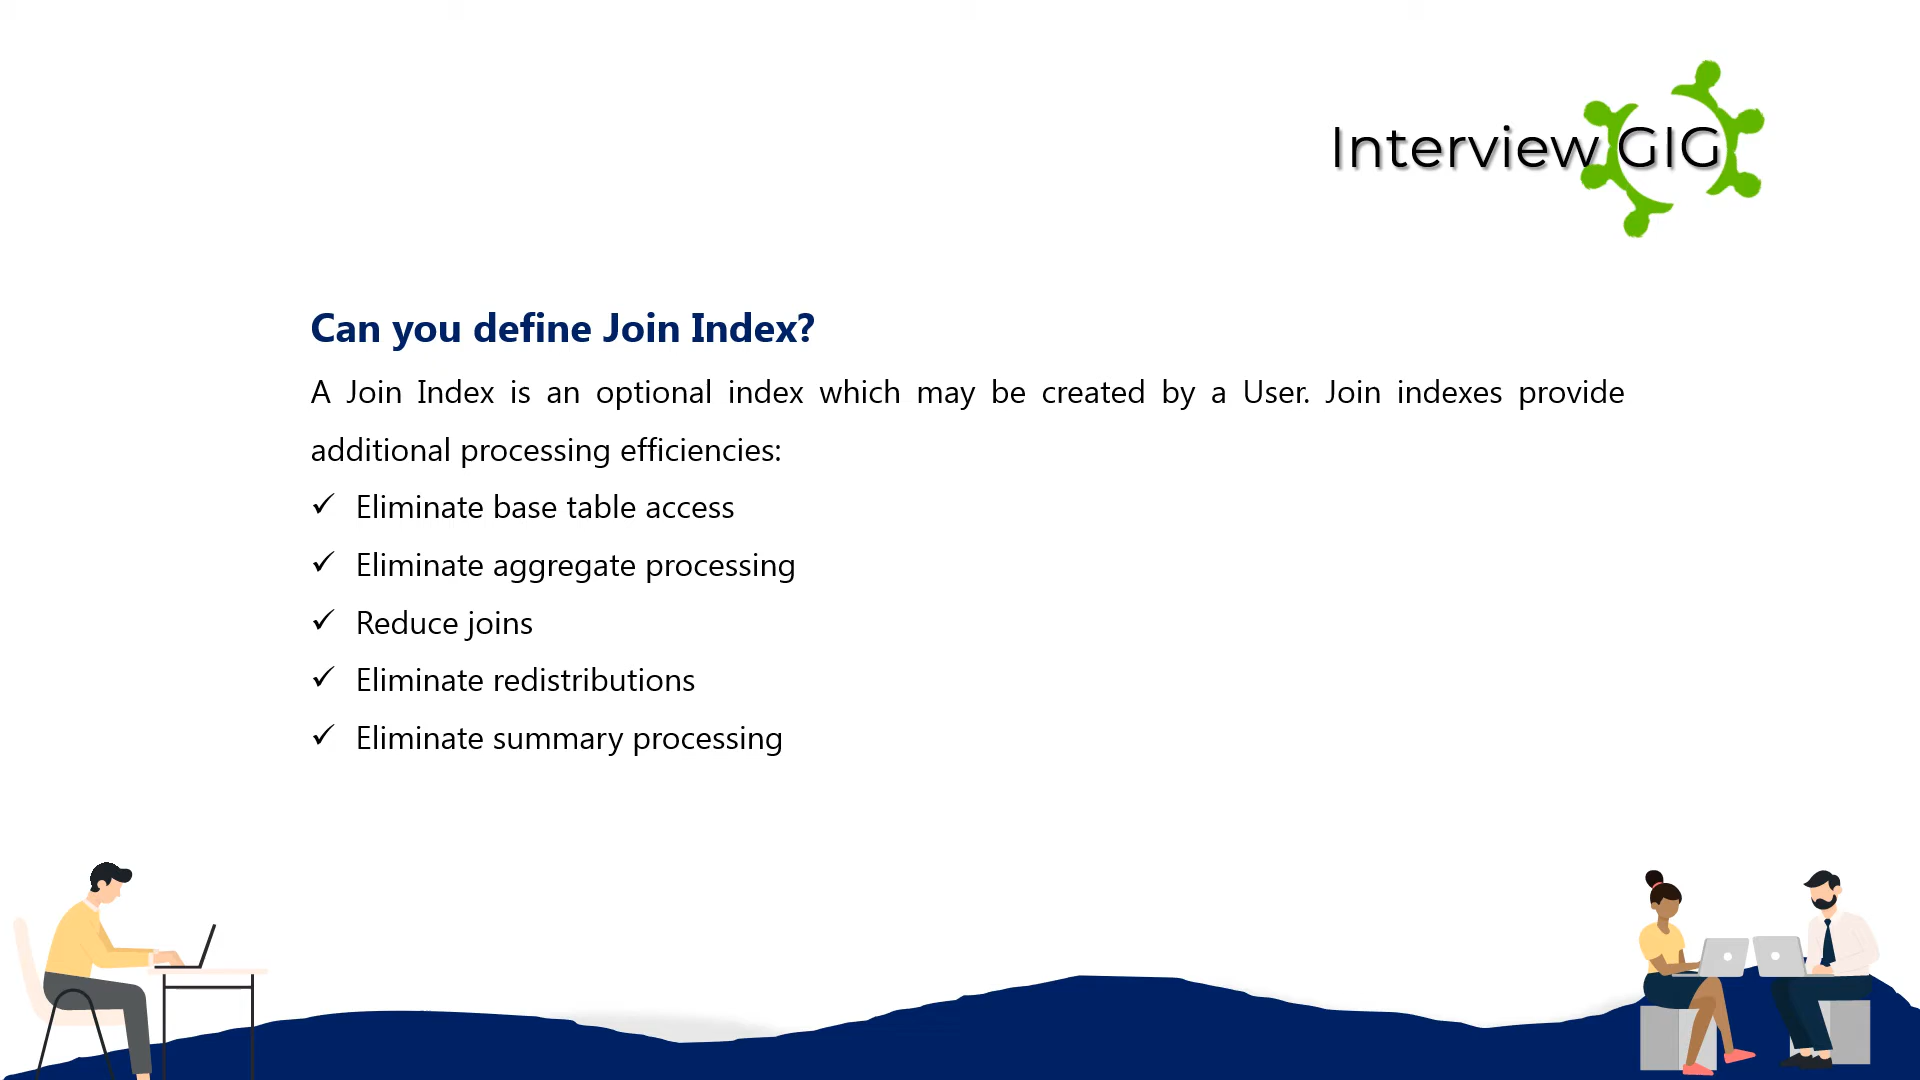 Interview GIG
Can you define Join Index?
A Join Index is an optional index which may be created by a User. Join indexes provide
additional processing efficiencies:
✓ Eliminate base table access
✓ Eliminate aggregate processing
✓ Reduce joins
✓ Eliminate redistributions
✓ Eliminate summary processing